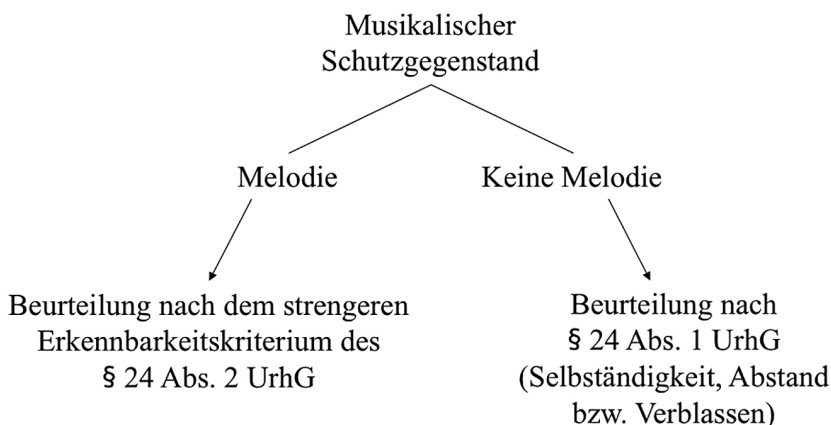 Musikalischer
Schutzgegenstand
Melodie
Keine Melodie
Beurteilung nach dem strengeren
Erkennbarkeitskriterium des
§ 24 Abs. 2 UrhG
Beurteilung nach
§ 24 Abs. 1 UrhG
(Selbständigkeit, Abstand
bzw. Verblassen)